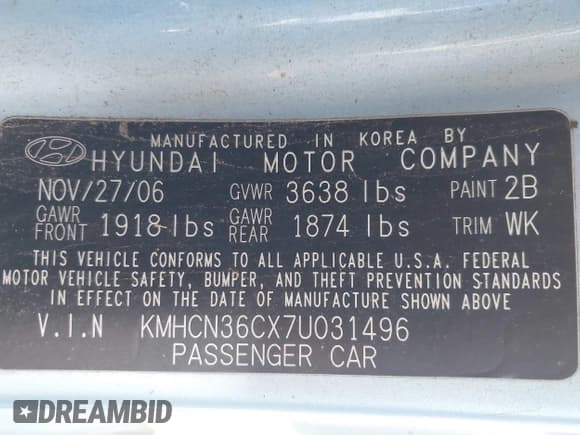 MANUFACTURED IN KOREA BY
HYUNDAI MOTOR COMPANY
NOV/27/06 GVWR 3638 lbs PAINT 2B
GAWR FRONT 1918 lbs GAWR REAR 1874 lbs TRIM WK
THIS VEHICLE CONFORMS TO ALL APPLICABLE U.S.A. FEDERAL
MOTOR VEHICLE SAFETY, BUMPER, AND THEFT PREVENTION STANDARDS
IN EFFECT ON THE DATE OF MANUFACTURE SHOWN ABOVE
V.I.N KMHCN36CX7U031496
PASSENGER CAR
DREAMBID